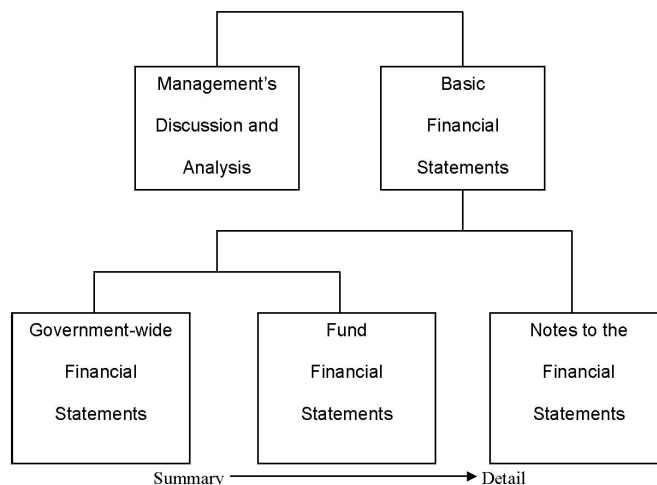 Management's
Discussion and
Analysis
Basic
Financial
Statements
Government-wide
Financial
Statements
Fund
Financial
Statements
Notes to the
Financial
Statements
Summary
Detail